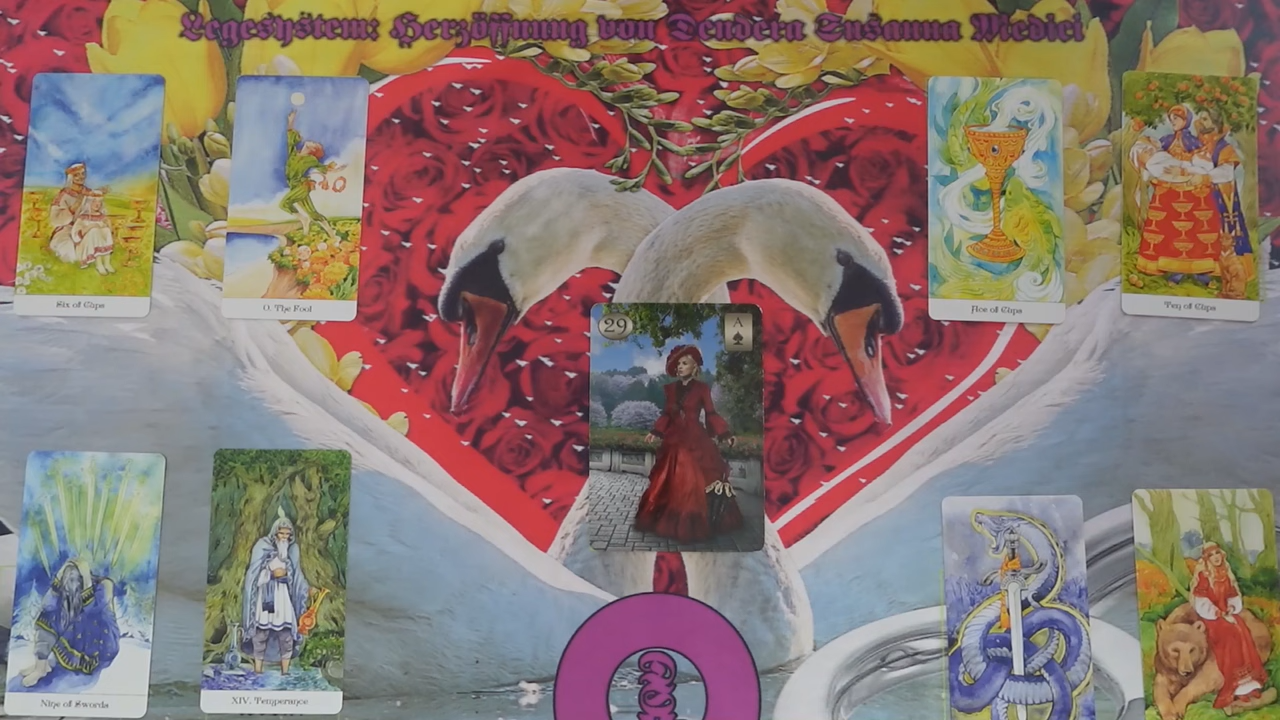 Legesystem: Herzöffnung von Dendera Susanna Medici
Six of Cups
0. The Fool
Ace of Cups
Ten of Cups
29
A
Nine of Swords
XIV. Temperance